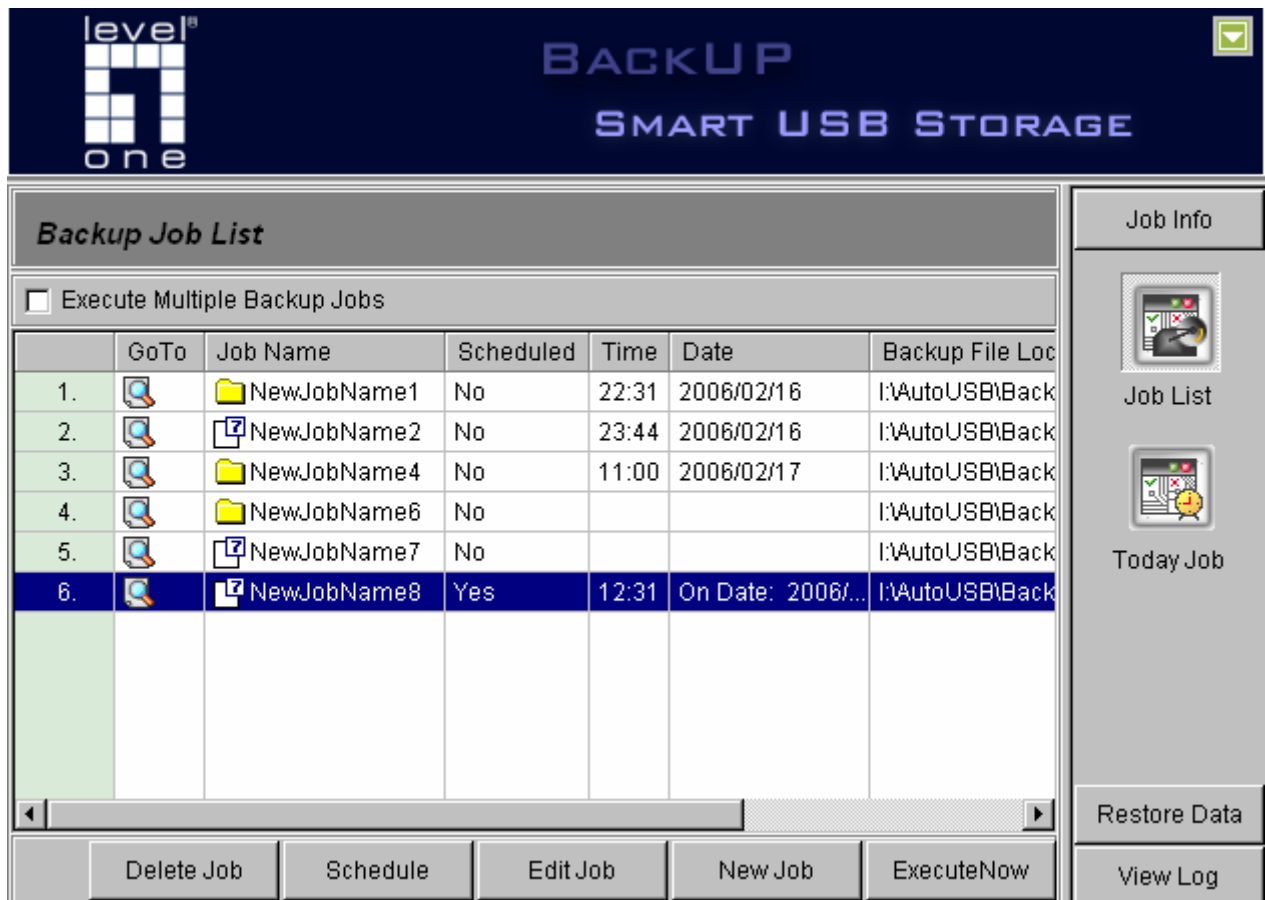 level®
one
BackUP
Smart USB Storage
Backup Job List
Execute Multiple Backup Jobs
GoTo Job Name Scheduled Time Date Backup File Loc
1. NewJobName1 No 22:31 2006/02/16 I:\AutoUSB\Back
2. NewJobName2 No 23:44 2006/02/16 I:\AutoUSB\Back
3. NewJobName4 No 11:00 2006/02/17 I:\AutoUSB\Back
4. NewJobName6 No I:\AutoUSB\Back
5. NewJobName7 No I:\AutoUSB\Back
6. NewJobName8 Yes 12:31 On Date: 2006/... I:\AutoUSB\Back
Delete Job Schedule Edit Job New Job ExecuteNow
Job Info
Job List
Today Job
Restore Data
View Log